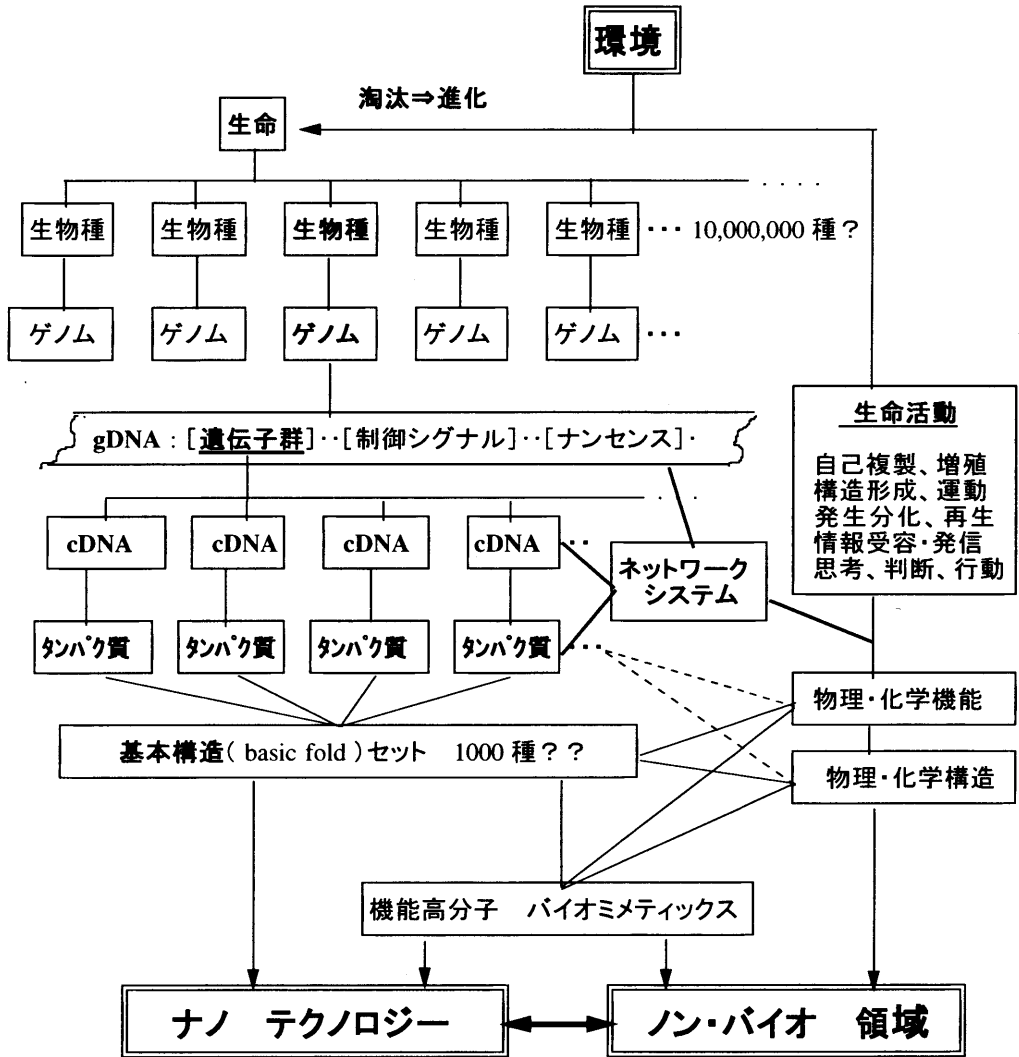 環境
淘汰⇒進化
生命
‥‥
生物種 生物種 生物種 生物種 生物種 ・・・ 10,000,000 種？
ゲノム ゲノム ゲノム ゲノム ゲノム ・・・
gDNA：[遺伝子群]‥[制御シグナル]‥[ナンセンス]・
cDNA cDNA cDNA cDNA ‥
ネットワーク
システム
タンパク質 タンパク質 タンパク質 タンパク質 ・・・
生命活動
自己複製、増殖
構造形成、運動
発生分化、再生
情報受容・発信
思考、判断、行動
物理・化学機能
基本構造( basic fold )セット 1000 種？？
物理・化学構造
機能高分子 バイオミメティックス
ナノ テクノロジー
ノン・バイオ 領域